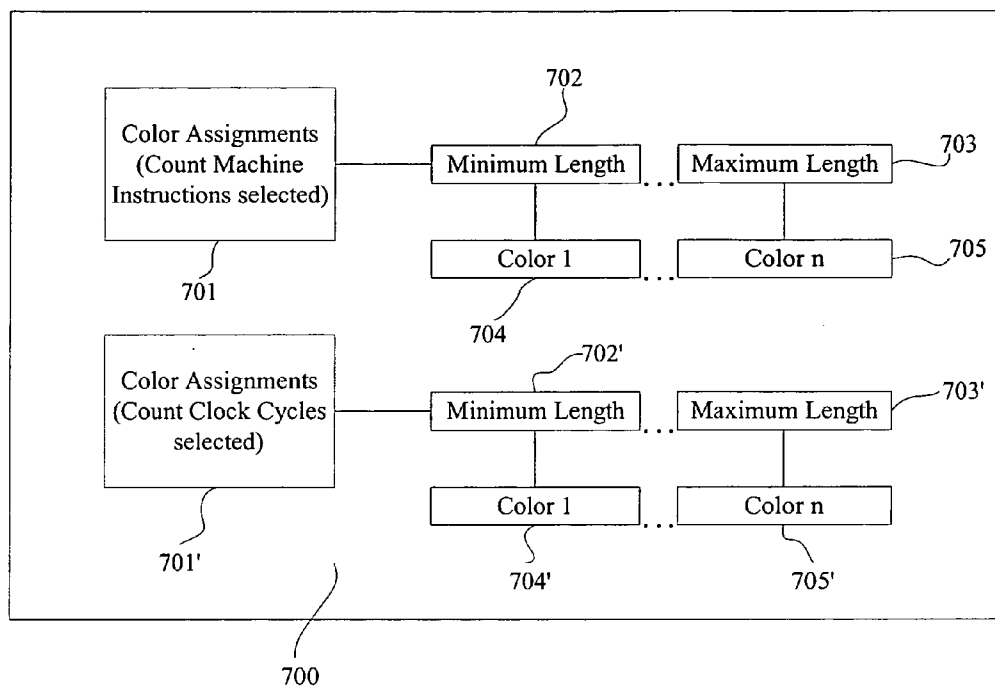 702
Color Assignments
(Count Machine
Instructions selected)
Minimum Length
...
Maximum Length
703
Color 1
...
Color n
705
701
704
702'
Color Assignments
(Count Clock Cycles
selected)
Minimum Length
...
Maximum Length
703'
Color 1
...
Color n
701'
704'
705'
700